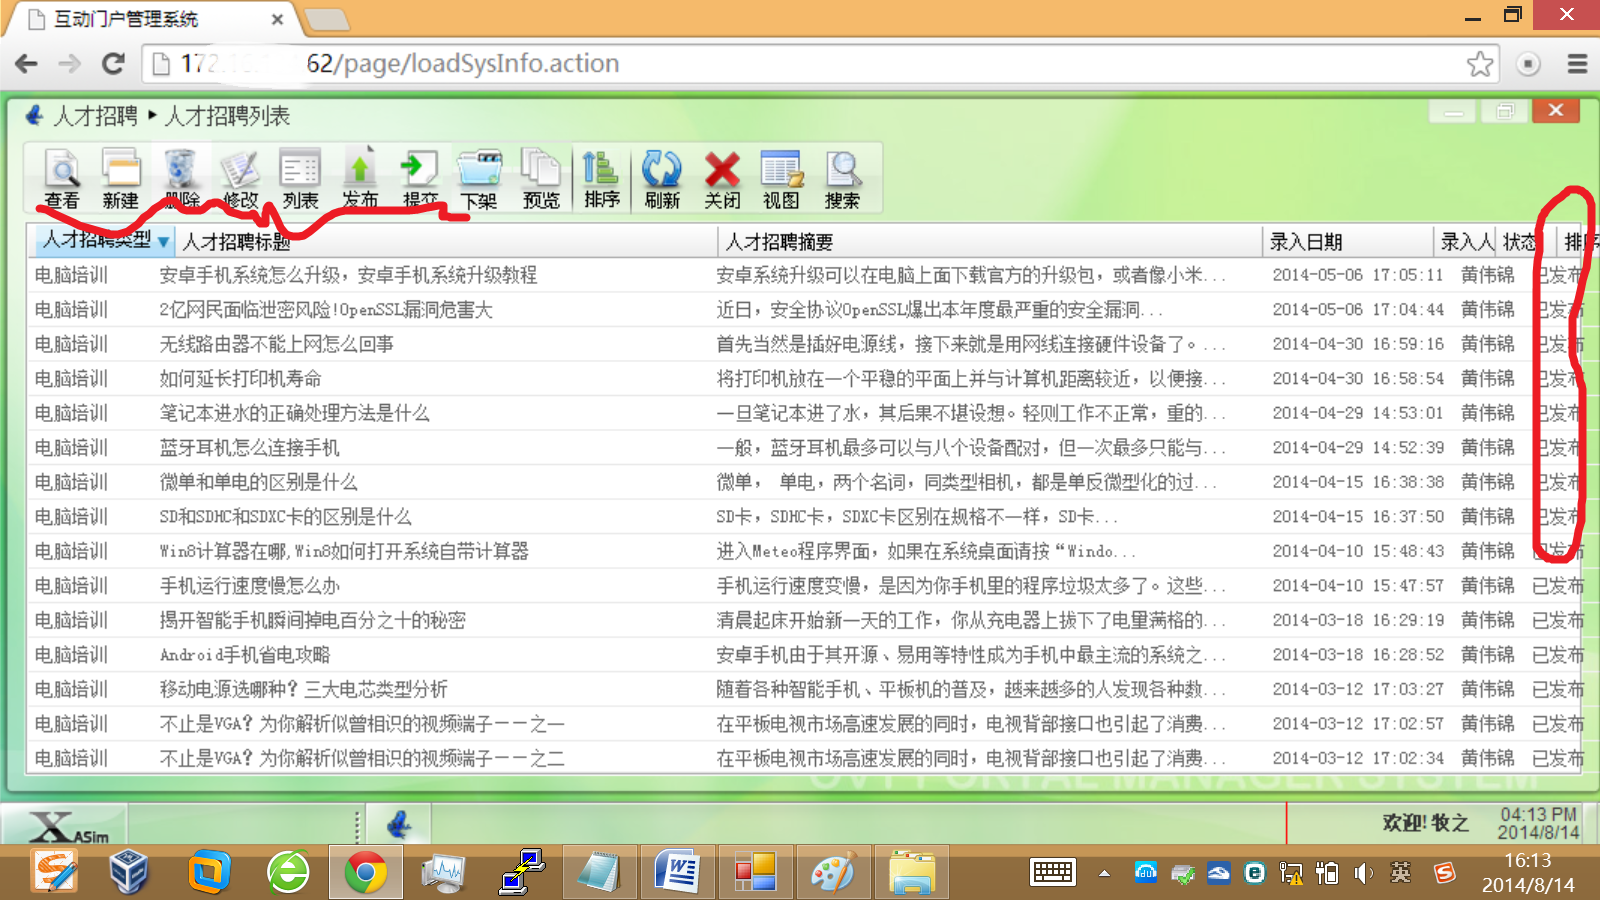 互动门户管理系统
62/page/loadSysInfo.action
人才招聘 人才招聘列表
查看 新建 删除 修改 列表 发布 提交 下架 预览 排序 刷新 关闭 视图 搜索
人才招聘类型 人才招聘标题 人才招聘摘要 录入日期 录入人 状态 排序
电脑培训 安卓手机系统怎么升级，安卓手机系统升级教程 安卓系统升级可以在电脑上面下载官方的升级包，或者像小米... 2014-05-06 17:05:11 黄伟锦 已发布
电脑培训 2亿网民面临泄密风险!OpenSSL漏洞危害大 近日，安全协议OpenSSL爆出本年度最严重的安全漏洞... 2014-05-06 17:04:44 黄伟锦 已发布
电脑培训 无线路由器不能上网怎么回事 首先当然是插好电源线，接下来就是用网线连接硬件设备了。... 2014-04-30 16:59:16 黄伟锦 已发布
电脑培训 如何延长打印机寿命 将打印机放在一个平稳的平面上并与计算机距离较近，以便接... 2014-04-30 16:58:54 黄伟锦 已发布
电脑培训 笔记本进水的正确处理方法是什么 一旦笔记本进了水，其后果不堪设想。轻则工作不正常，重的... 2014-04-29 14:53:01 黄伟锦 已发布
电脑培训 蓝牙耳机怎么连接手机 一般，蓝牙耳机最多可以与八个设备配对，但一次最多只能与... 2014-04-29 14:52:39 黄伟锦 已发布
电脑培训 微单和单电的区别是什么 微单， 单电，两个名词，同类型相机，都是单反微型化的过... 2014-04-15 16:38:38 黄伟锦 已发布
电脑培训 SD和SDHC和SDXC卡的区别是什么 SD卡，SDHC卡，SDXC卡区别在规格不一样，SD卡... 2014-04-15 16:37:50 黄伟锦 已发布
电脑培训 Win8计算器在哪,Win8如何打开系统自带计算器 进入Meteo程序界面，如果在系统桌面请按“Windo... 2014-04-10 15:48:43 黄伟锦 已发布
电脑培训 手机运行速度慢怎么办 手机运行速度变慢，是因为你手机里的程序垃圾太多了。这些... 2014-04-10 15:47:57 黄伟锦 已发布
电脑培训 揭开智能手机瞬间掉电百分之十的秘密 清晨起床开始新一天的工作，你从充电器上拔下了电量满格的... 2014-03-18 16:29:19 黄伟锦 已发布
电脑培训 Android手机省电攻略 安卓手机由于其开源、易用等特性成为手机中最主流的系统之... 2014-03-18 16:28:52 黄伟锦 已发布
电脑培训 移动电源选哪种？三大电芯类型分析 随着各种智能手机、平板机的普及，越来越多的人发现各种数... 2014-03-12 17:03:27 黄伟锦 已发布
电脑培训 不止是VGA？为你解析似曾相识的视频端子－－之一 在平板电视市场高速发展的同时，电视背部接口也引起了消费... 2014-03-12 17:02:57 黄伟锦 已发布
电脑培训 不止是VGA？为你解析似曾相识的视频端子－－之二 在平板电视市场高速发展的同时，电视背部接口也引起了消费... 2014-03-12 17:02:34 黄伟锦 已发布
PORTAL MANAGER SYSTEM
XASim 欢迎!牧之 04:13 PM
2014/8/14
英 16:13
2014/8/14